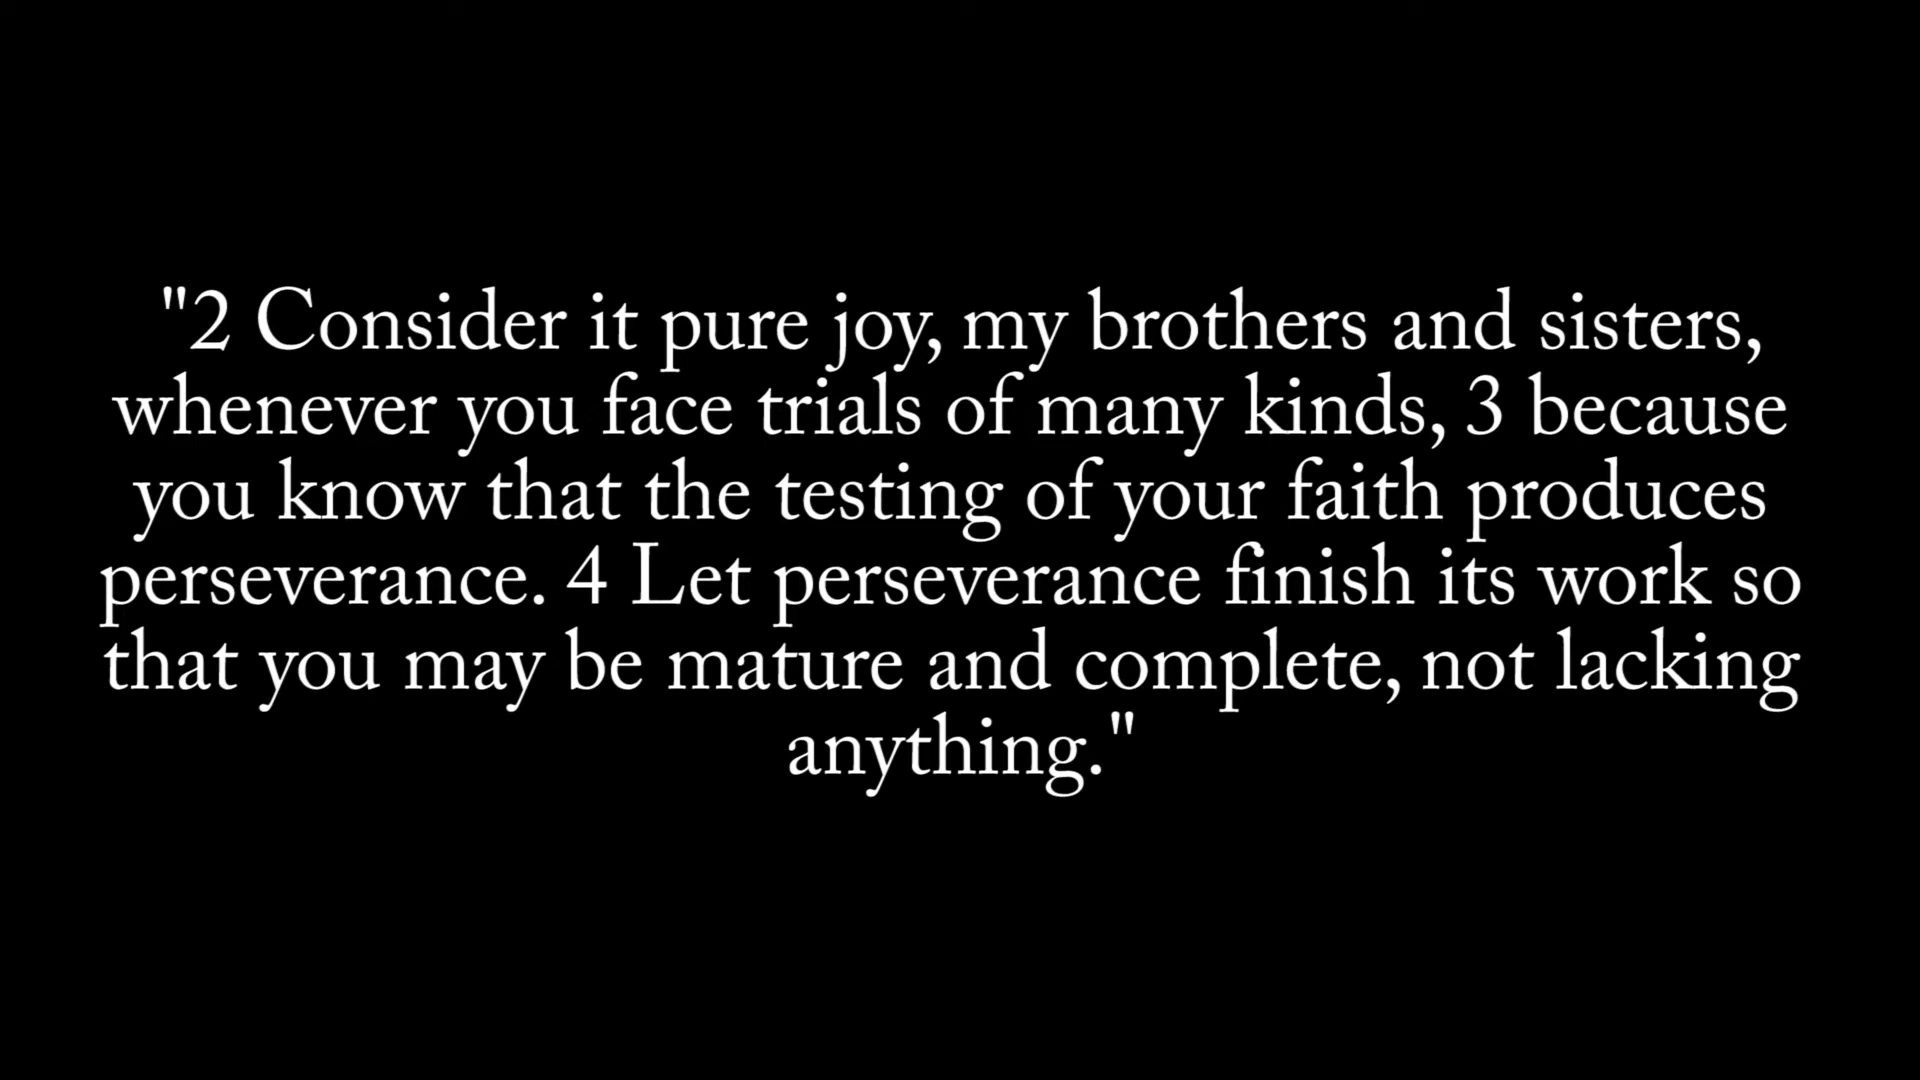 "2 Consider it pure joy, my brothers and sisters,
whenever you face trials of many kinds, 3 because
you know that the testing of your faith produces
perseverance. 4 Let perseverance finish its work so
that you may be mature and complete, not lacking
anything."